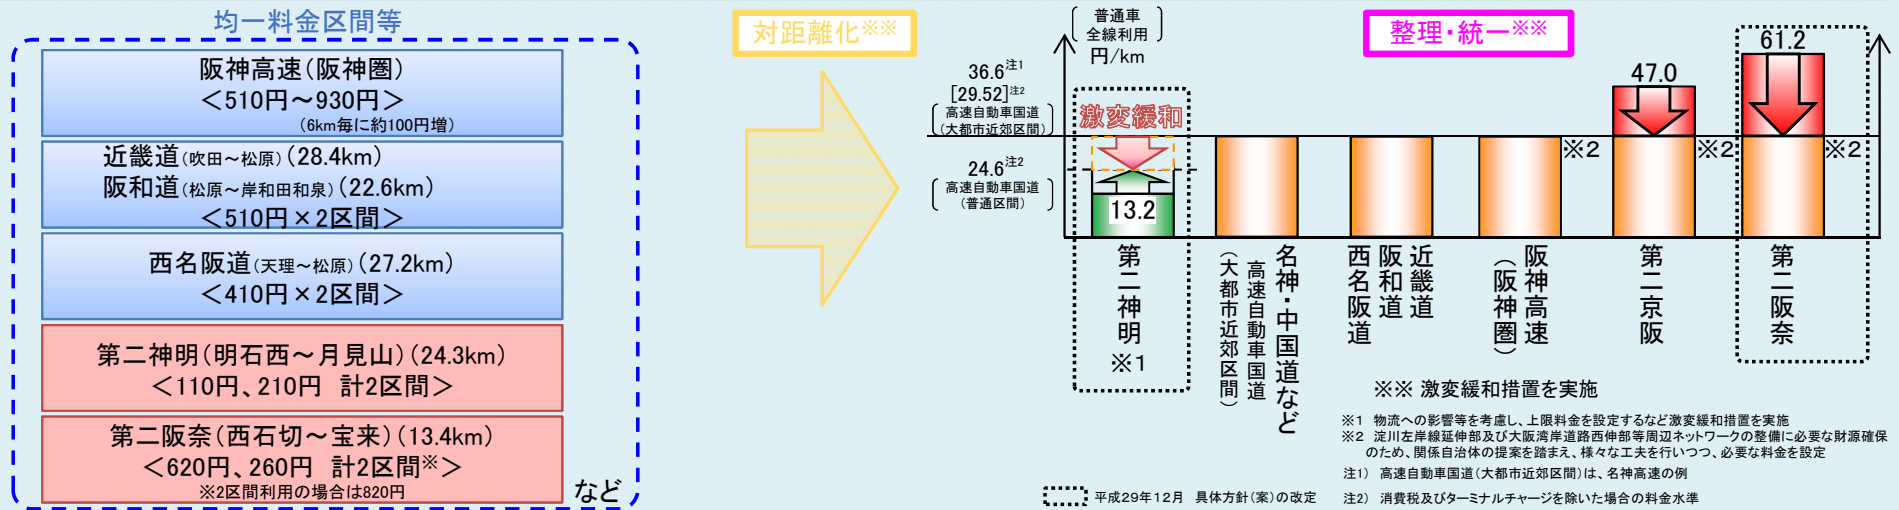 均一料金区間等
阪神高速(阪神圏)
<510円～930円>
(6km毎に約100円増)
近畿道(吹田～松原)(28.4km)
阪和道(松原～岸和田和泉)(22.6km)
<510円×2区間>
西名阪道(天理～松原)(27.2km)
<410円×2区間>
第二神明(明石西～月見山)(24.3km)
<110円、210円 計2区間>
第二阪奈(西石切～宝来)(13.4km)
<620円、260円 計2区間※>
※2区間利用の場合は820円
など
対距離化※※
整理・統一※※
普通車
全線利用
円/km
36.6注1
[29.52]注2
高速自動車国道
(大都市近郊区間)
24.6注2
高速自動車国道
(普通区間)
激変緩和
13.2
47.0
61.2
※2
※2
※2
第二神明
※1
名神・中国道など
高速自動車国道
(大都市近郊区間)
近畿道
阪和道
西名阪道
阪神高速
(阪神圏)
第二京阪
第二阪奈
※※ 激変緩和措置を実施
※1 物流への影響等を考慮し、上限料金を設定するなど激変緩和措置を実施
※2 淀川左岸線延伸部及び大阪湾岸道路西伸部等周辺ネットワークの整備に必要な財源確保
のため、関係自治体の提案を踏まえ、様々な工夫を行いつつ、必要な料金を設定
注1) 高速自動車国道(大都市近郊区間)は、名神高速の例
注2) 消費税及びターミナルチャージを除いた場合の料金水準
平成29年12月 具体方針(案)の改定